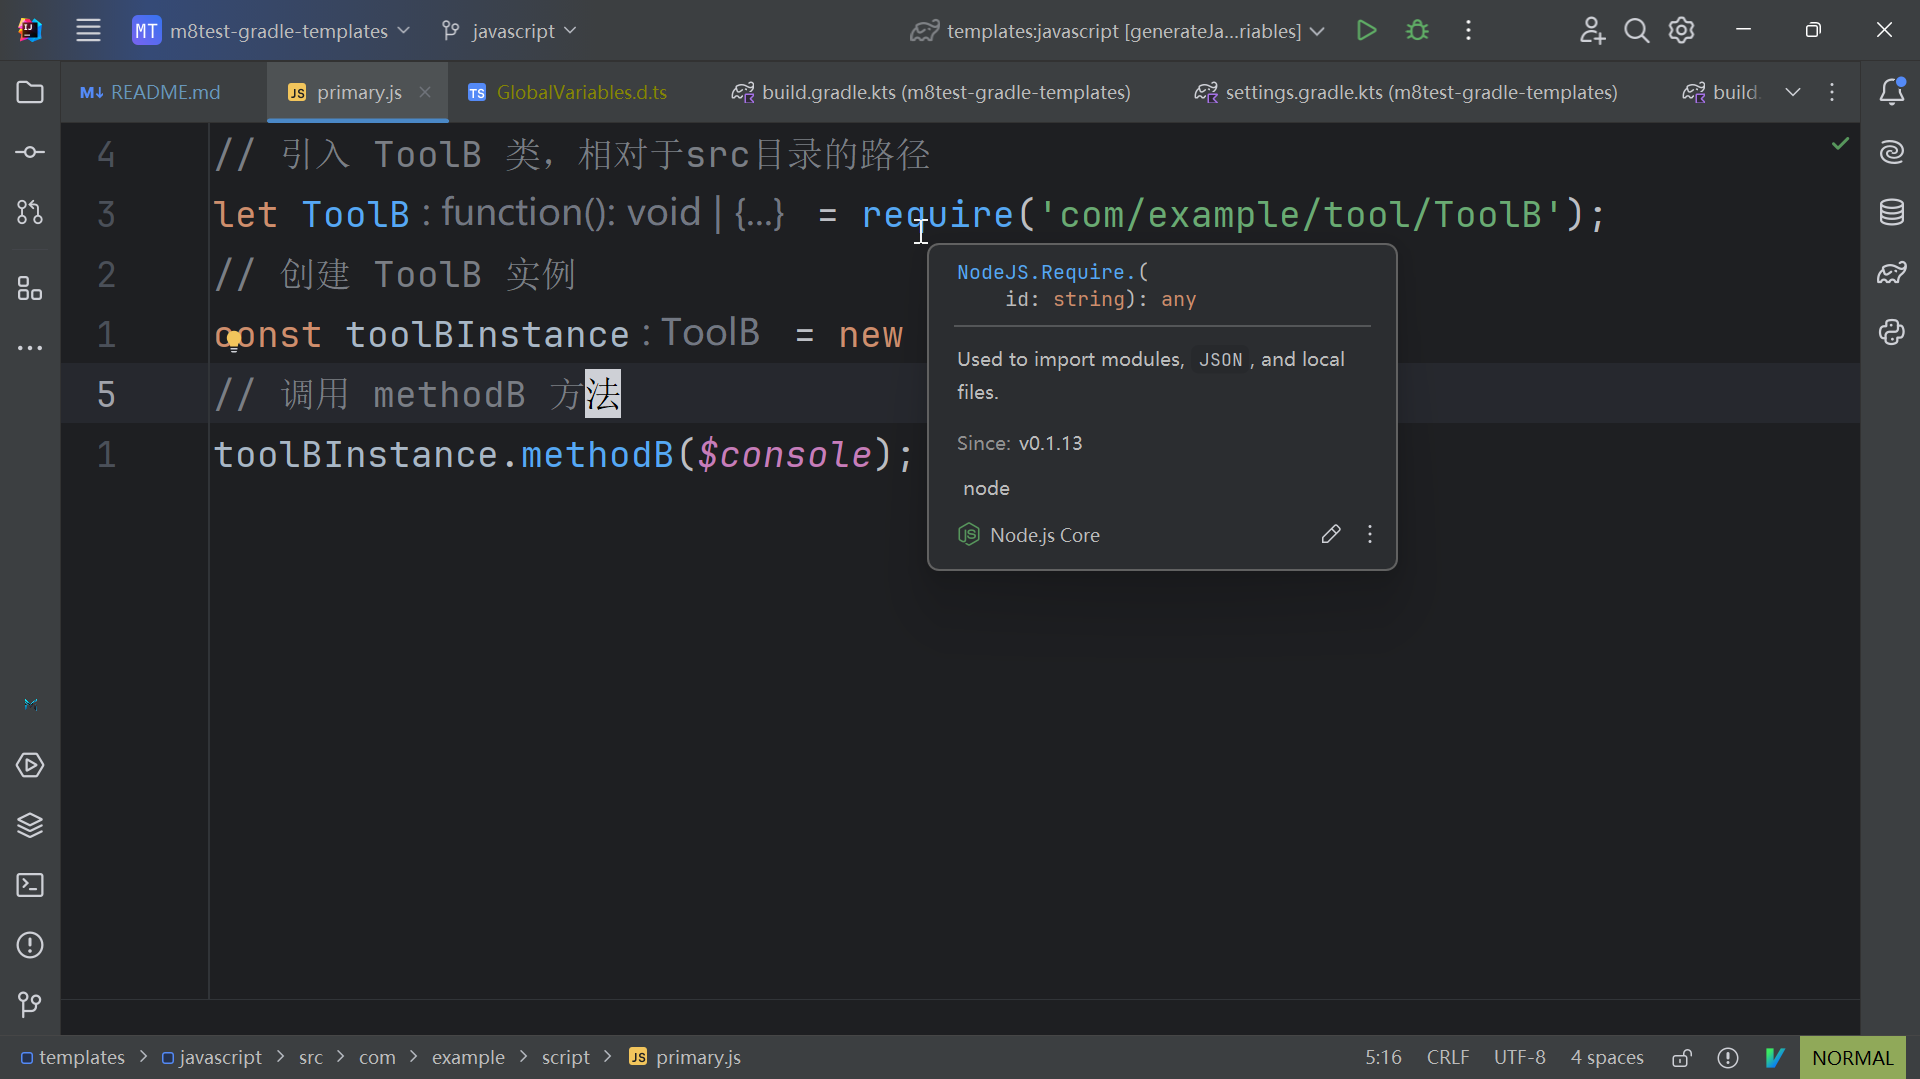 MT m8test-gradle-templates javascript templates:javascript [generateJa...riables]
M↓ README.md JS primary.js TS GlobalVariables.d.ts build.gradle.kts (m8test-gradle-templates) settings.gradle.kts (m8test-gradle-templates) build.
4 // 引入 ToolB 类，相对于src目录的路径
3 let ToolB : function(): void | {...} = require('com/example/tool/ToolB');
2 // 创建 ToolB 实例
1 const toolBInstance : ToolB = new
5 // 调用 methodB 方法
1 toolBInstance.methodB($console);
NodeJS.Require.(
id: string): any
Used to import modules, JSON, and local
files.
Since: v0.1.13
node
Node.js Core
templates > javascript > src > com > example > script > JS primary.js 5:16 CRLF UTF-8 4 spaces NORMAL